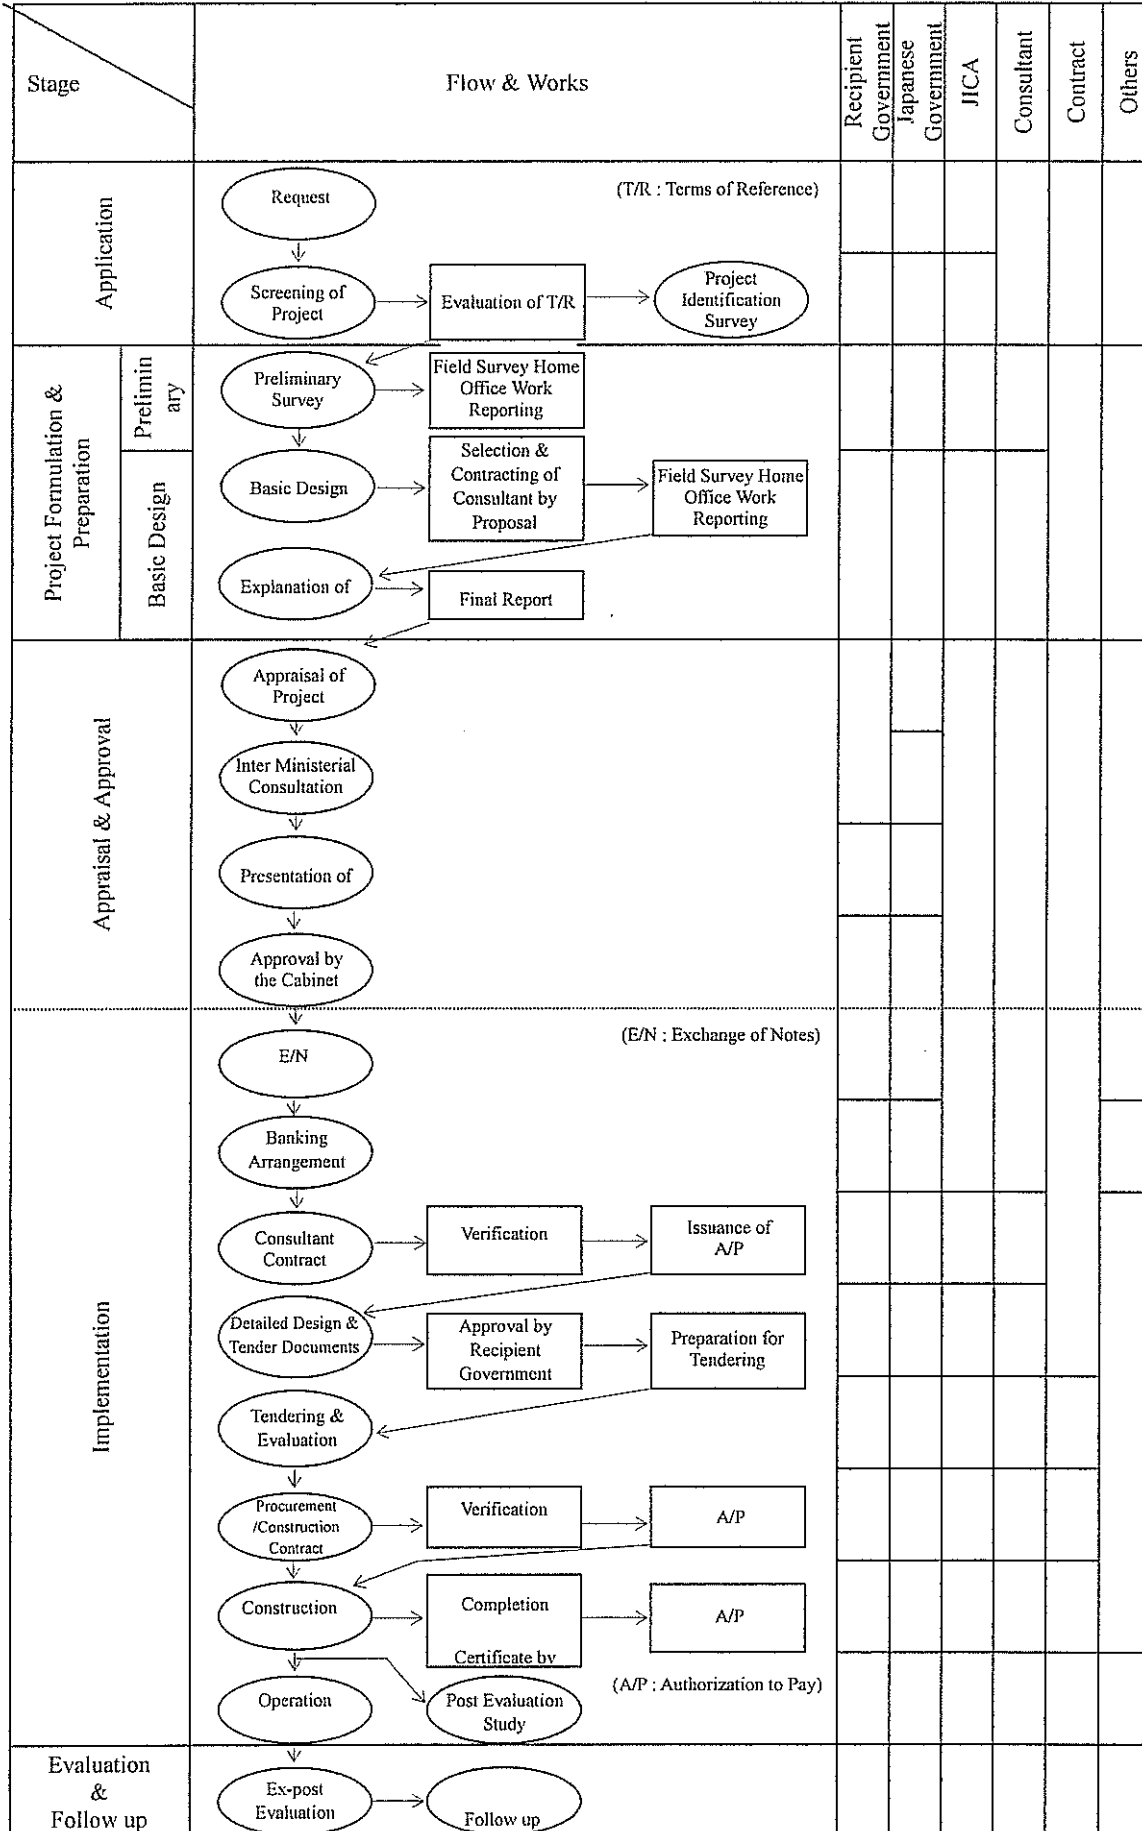 Stage
Flow & Works
Recipient
Government
Japanese
Government
JICA
Consultant
Contract
Others
Application
Request
(T/R : Terms of Reference)
Screening of
Project
Evaluation of T/R
Project
Identification
Survey
Project Formulation &
Preparation
Prelimin
ary
Preliminary
Survey
Field Survey Home
Office Work
Reporting
Basic Design
Basic Design
Selection &
Contracting of
Consultant by
Proposal
Field Survey Home
Office Work
Reporting
Explanation of
Final Report
Appraisal & Approval
Appraisal of
Project
Inter Ministerial
Consultation
Presentation of
Approval by
the Cabinet
Implementation
E/N
(E/N : Exchange of Notes)
Banking
Arrangement
Consultant
Contract
Verification
Issuance of
A/P
Detailed Design &
Tender Documents
Approval by
Recipient
Government
Preparation for
Tendering
Tendering &
Evaluation
Procurement
/Construction
Contract
Verification
A/P
Construction
Completion
Certificate by
A/P
Operation
Post Evaluation
Study
(A/P : Authorization to Pay)
Evaluation
&
Follow up
Ex-post
Evaluation
Follow up